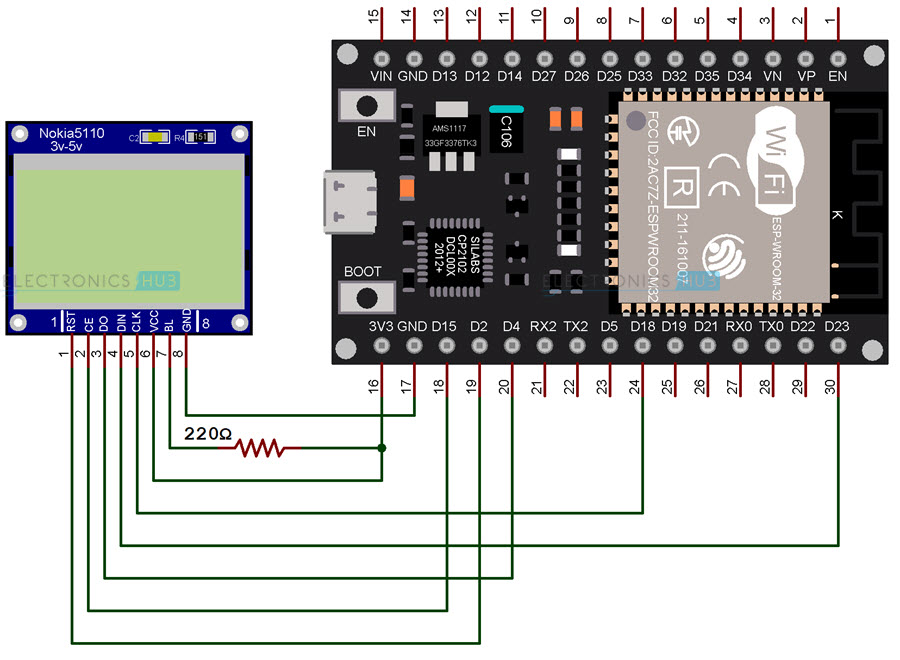 15 14 13 12 11 10 9 8 7 6 5 4 3 2 1
VIN GND D13 D12 D14 D27 D26 D25 D33 D32 D35 D34 VN VP EN
Nokia5110
3v-5v
C2
R4
151
EN
AMS1117
33GF3376TK3
C106
FCC ID:2AC7Z-ESPWROOM32
R
CE
211-161007
Wi Fi
ESP-WROOM-32
K
SILABS
CP2102
DCL00X
2012+
BOOT
ELECTRONICS HUB
ELECTRONICS HUB
1 RST CE DO DIN CLK VCC BL GND 8
1 2 3 4 5 6 7 8
3V3 GND D15 D2 D4 RX2 TX2 D5 D18 D19 D21 RX0 TX0 D22 D23
16 17 18 19 20 21 22 23 24 25 26 27 28 29 30
220Ω